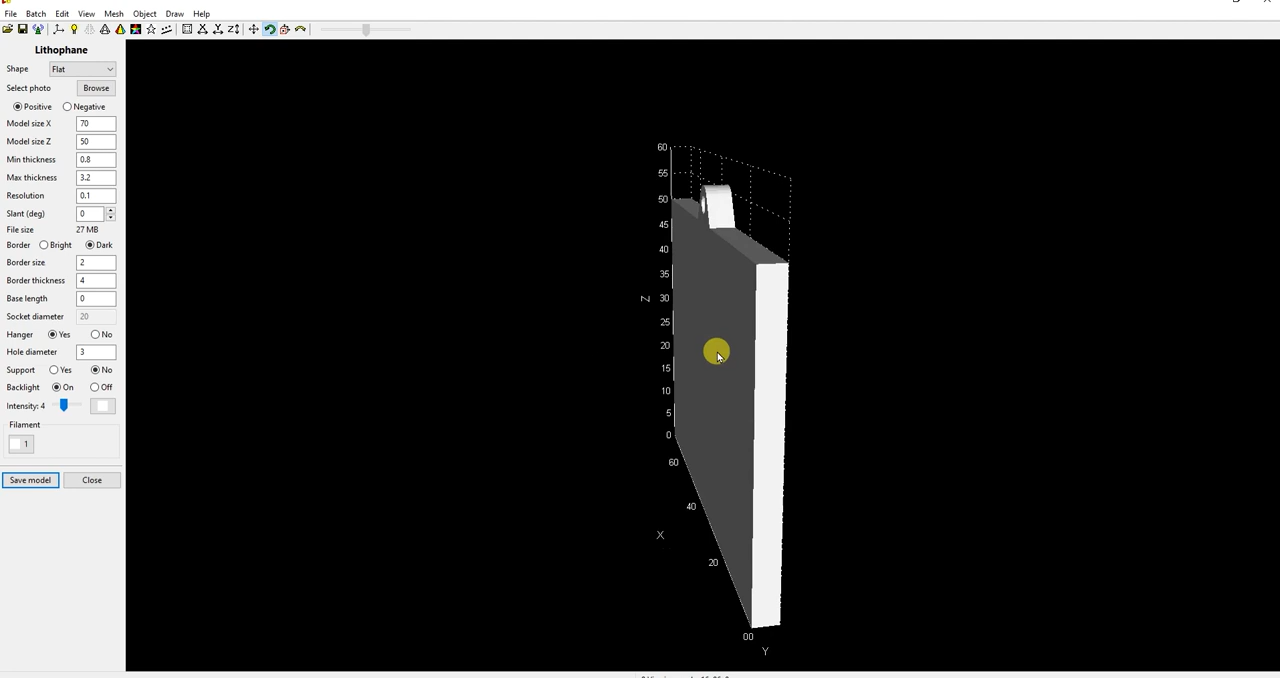 File Batch Edit View Mesh Object Draw Help
Lithophane
Shape Flat
Select photo Browse
Positive Negative
Model size X 70
Model size Z 50
Min thickness 0.8
Max thickness 3.2
Resolution 0.1
Slant (deg) 0
File size 27 MB
Border Bright Dark
Border size 2
Border thickness 4
Base length 0
Socket diameter 20
Hanger Yes No
Hole diameter 3
Support Yes No
Backlight On Off
Intensity: 4
Filament
1
Save model Close
60
55
50
45
40
35
Z 30
25
20
15
10
5
0
60
40
X
20
00
Y